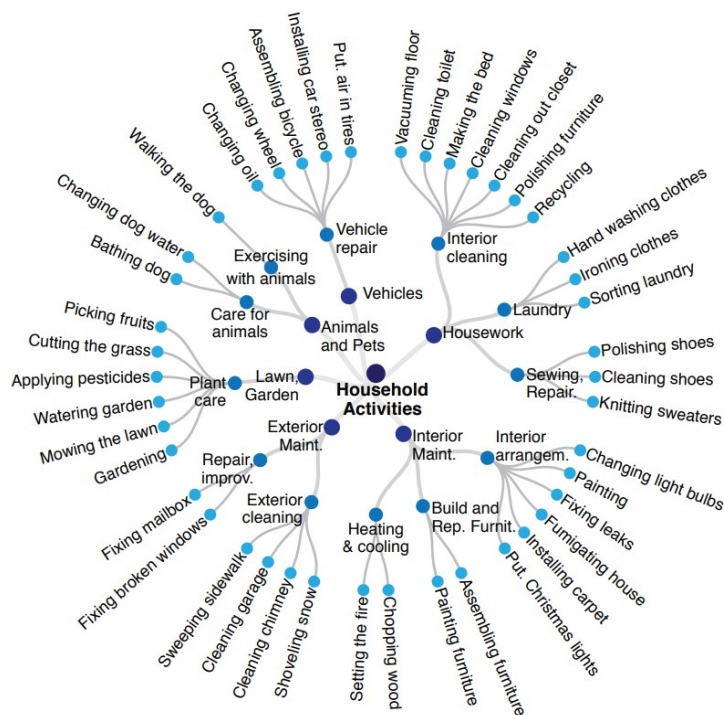 Household
Activities
Vehicles
Vehicle
repair
Changing oil
Changing wheel
Assembling bicycle
Installing car stereo
Put. air in tires
Housework
Interior
cleaning
Vacuuming floor
Cleaning toilet
Making the bed
Cleaning windows
Cleaning out closet
Polishing furniture
Recycling
Laundry
Hand washing clothes
Ironing clothes
Sorting laundry
Sewing,
Repair.
Polishing shoes
Cleaning shoes
Knitting sweaters
Interior
Maint.
Interior
arrangem.
Changing light bulbs
Painting
Fixing leaks
Fumigating house
Installing carpet
Put. Christmas lights
Build and
Rep. Furnit.
Assembling furniture
Painting furniture
Heating
& cooling
Chopping wood
Setting the fire
Exterior
Maint.
Exterior
cleaning
Shoveling snow
Cleaning chimney
Cleaning garage
Sweeping sidewalk
Repair,
improv.
Fixing broken windows
Fixing mailbox
Lawn,
Garden
Plant
care
Gardening
Mowing the lawn
Watering garden
Applying pesticides
Cutting the grass
Picking fruits
Animals
and Pets
Care for
animals
Bathing dog
Changing dog water
Exercising
with animals
Walking the dog